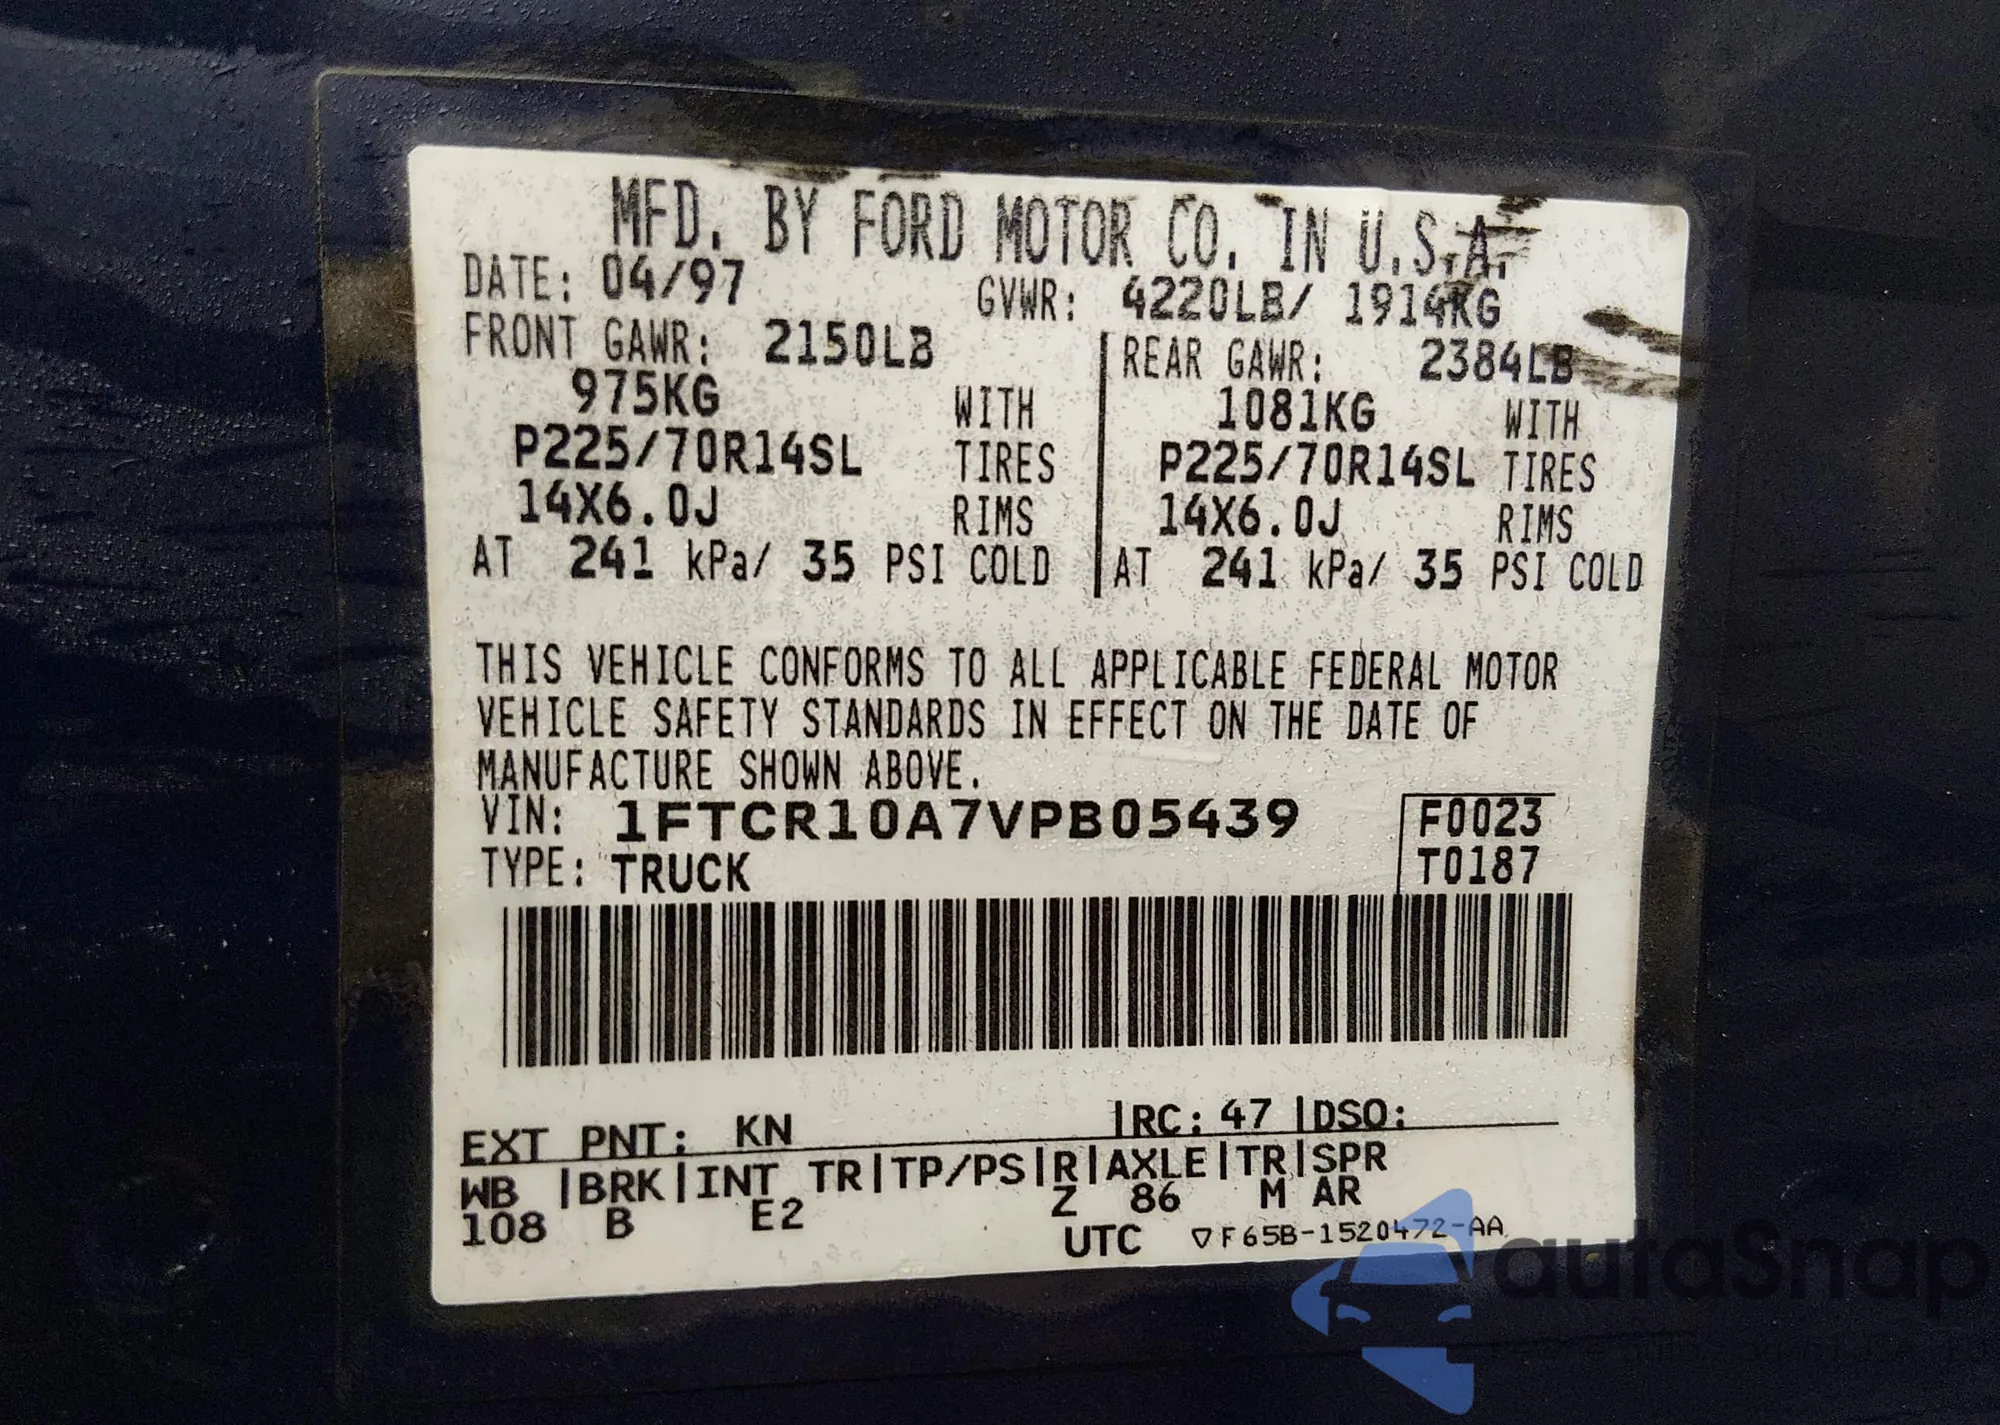 MFD. BY FORD MOTOR CO. IN U.S.A.
DATE: 04/97 GVWR: 4220LB/ 1914KG
FRONT GAWR: 2150LB REAR GAWR: 2384LB
975KG WITH 1081KG WITH
P225/70R14SL TIRES P225/70R14SL TIRES
14X6.0J RIMS 14X6.0J RIMS
AT 241 kPa/ 35 PSI COLD AT 241 kPa/ 35 PSI COLD
THIS VEHICLE CONFORMS TO ALL APPLICABLE FEDERAL MOTOR
VEHICLE SAFETY STANDARDS IN EFFECT ON THE DATE OF
MANUFACTURE SHOWN ABOVE.
VIN: 1FTCR10A7VPB05439 F0023
TYPE: TRUCK T0187
EXT PNT: KN |RC: 47 |DSO:
WB |BRK|INT TR|TP/PS|R|AXLE|TR|SPR
108 B E2 Z 86 M AR
UTC ▽F65B-1520472-AA
autaSnap